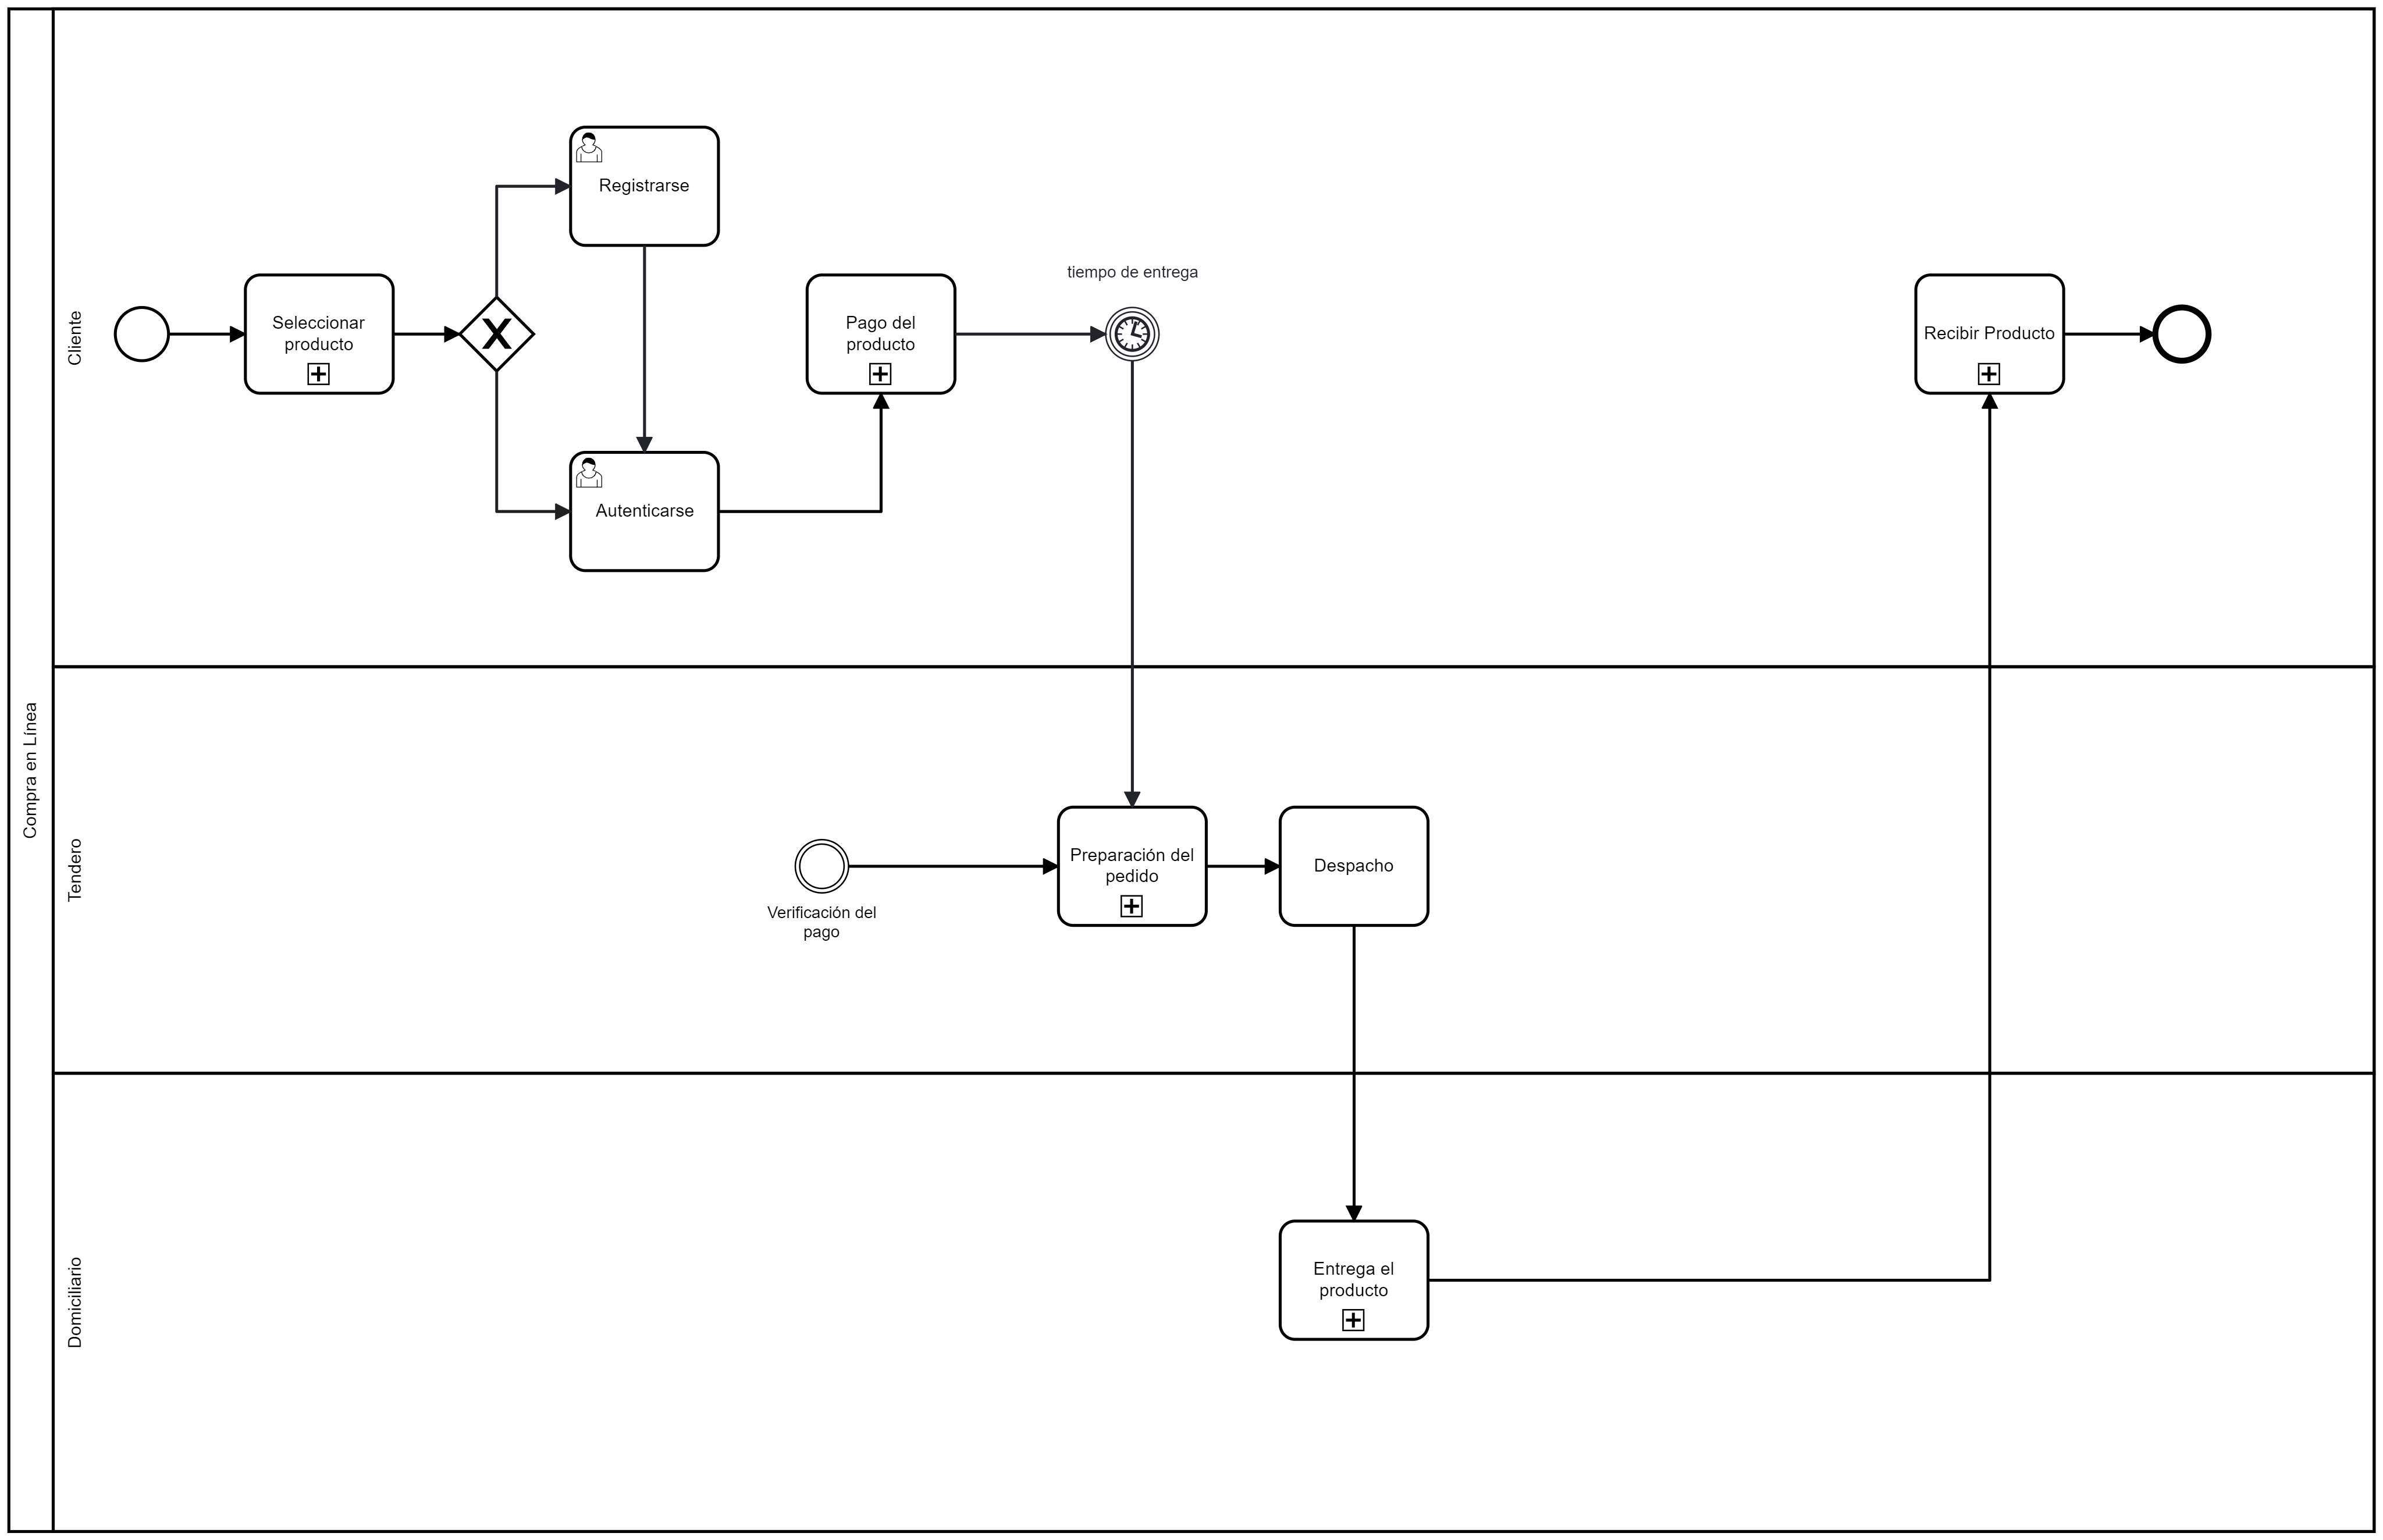 Compra en Línea
Cliente
Seleccionar
producto
Registrarse
Autenticarse
Pago del
producto
tiempo de entrega
Recibir Producto
Tendero
Verificación del
pago
Preparación del
pedido
Despacho
Domiciliario
Entrega el
producto